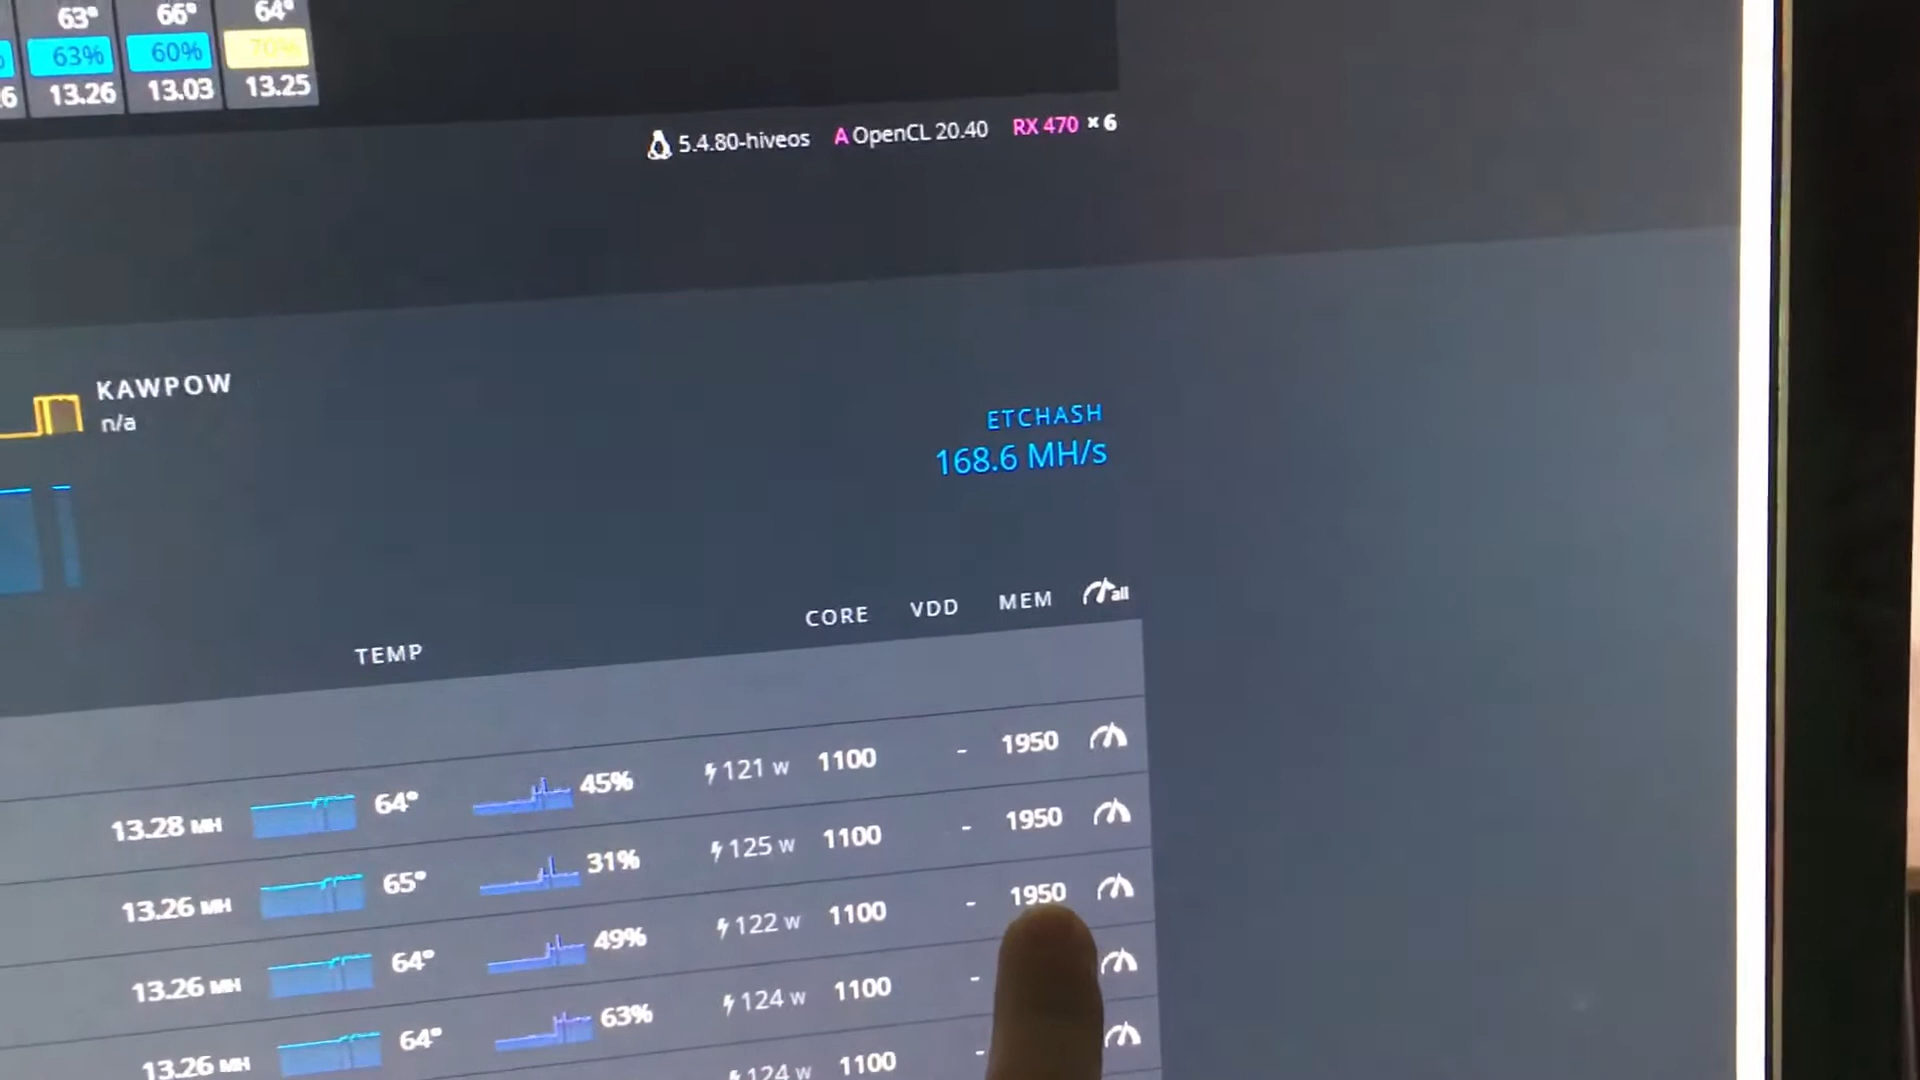 63° 66° 64°
63% 60% 70%
6 13.26 13.03 13.25
5.4.80-hiveos A OpenCL 20.40 RX 470 × 6
KAWPOW
n/a
ETCHASH
168.6 MH/s
TEMP CORE VDD MEM all
13.28 MH 64° 45% 121 W 1100 - 1950
13.26 MH 65° 31% 125 W 1100 - 1950
13.26 MH 64° 49% 122 W 1100 - 1950
13.26 MH 64° 63% 124 W 1100 -
124 W 1100 -